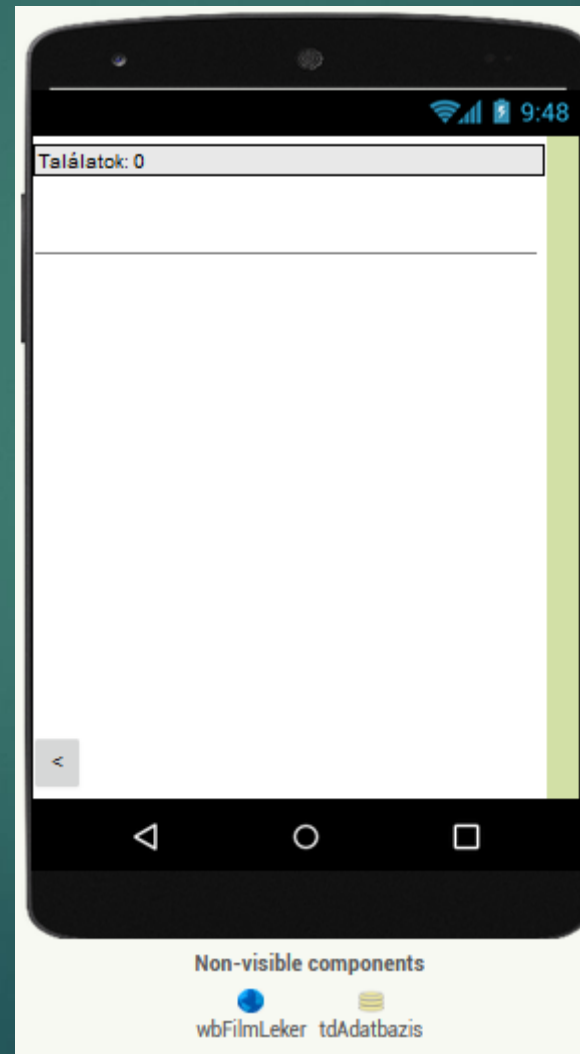 9:48
Találatok: 0
<
Non-visible components
wbFilmLeker tdAdatbazis